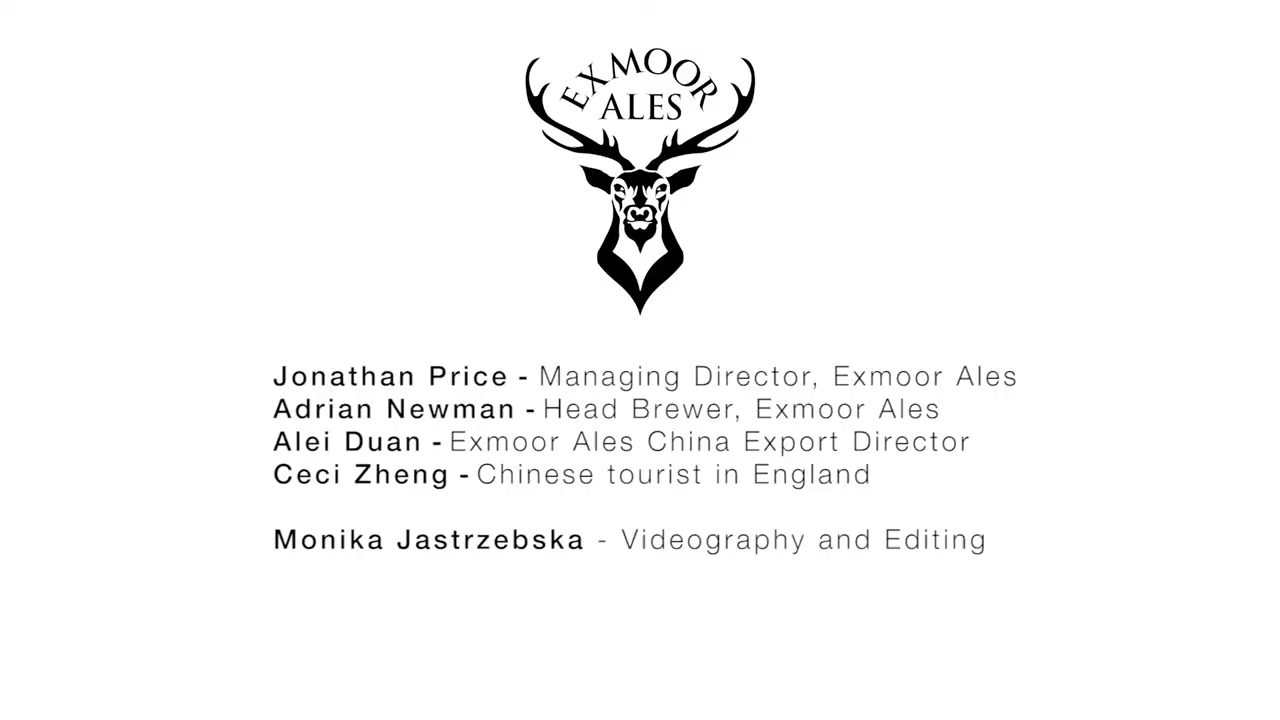 EXMOOR
ALES
Jonathan Price - Managing Director, Exmoor Ales
Adrian Newman - Head Brewer, Exmoor Ales
Alei Duan - Exmoor Ales China Export Director
Ceci Zheng - Chinese tourist in England
Monika Jastrzebska - Videography and Editing